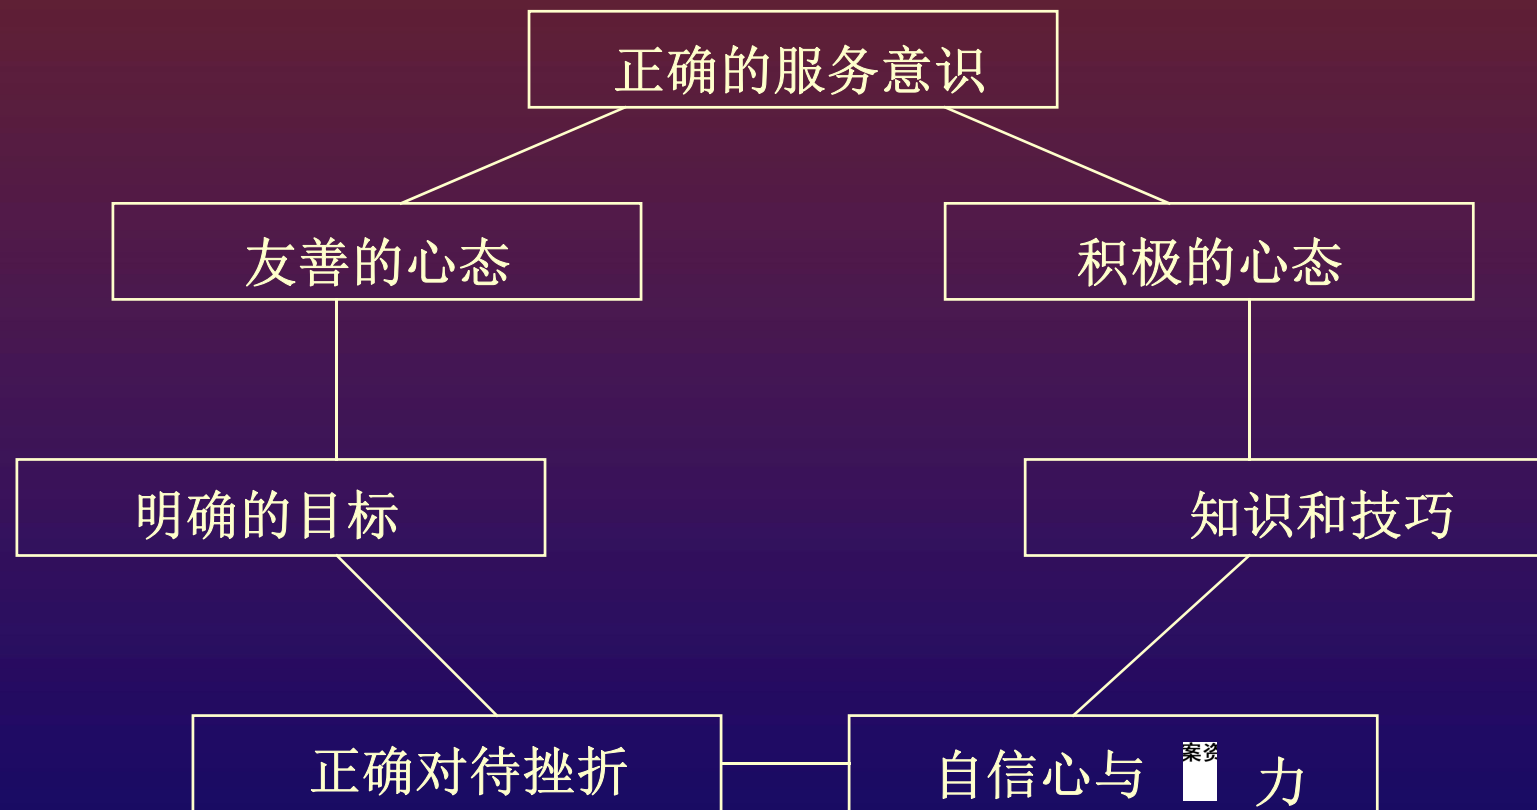 正确的服务意识
友善的心态
积极的心态
明确的目标
知识和技巧
正确对待挫折
自信心与
案资
力